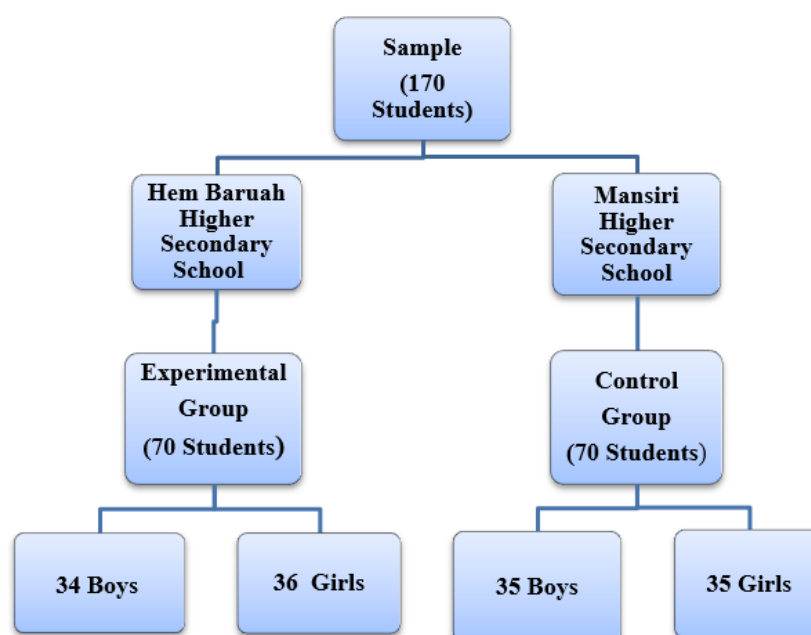 Sample
(170
Students)
Hem Baruah
Higher
Secondary
School
Mansiri
Higher
Secondary
School
Experimental
Group
(70 Students)
Control
Group
(70 Students)
34 Boys
36 Girls
35 Boys
35 Girls